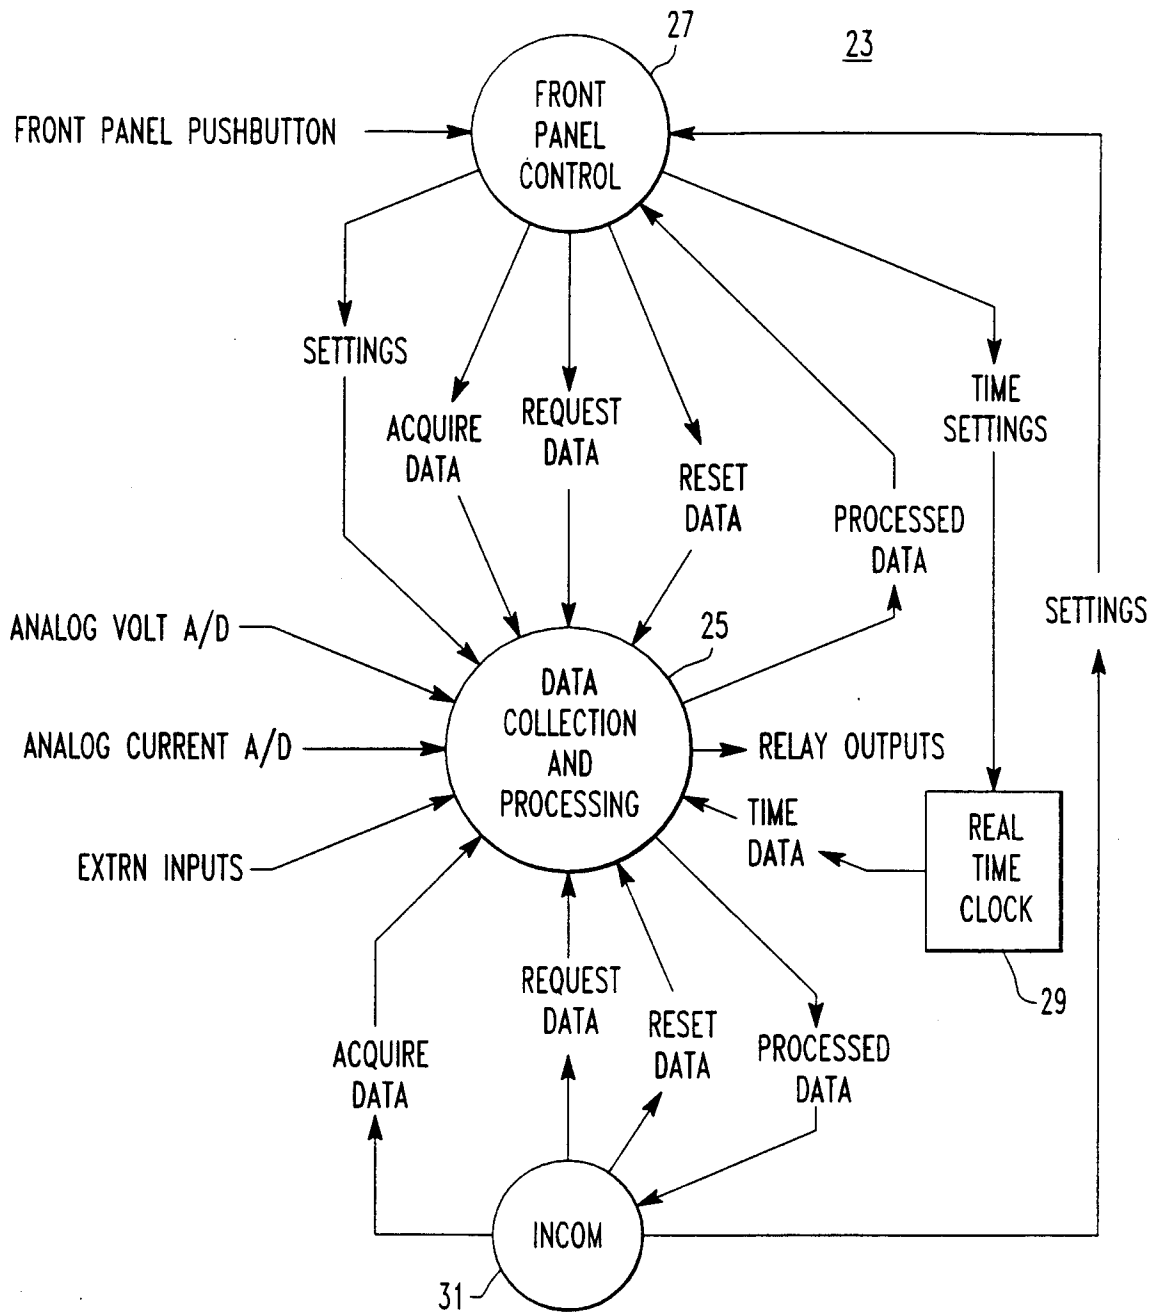 27
23
FRONT
PANEL
CONTROL
FRONT PANEL PUSHBUTTON
SETTINGS
ACQUIRE
DATA
REQUEST
DATA
RESET
DATA
PROCESSED
DATA
TIME
SETTINGS
SETTINGS
ANALOG VOLT A/D
ANALOG CURRENT A/D
EXTRN INPUTS
25
DATA
COLLECTION
AND
PROCESSING
RELAY OUTPUTS
TIME
DATA
REAL
TIME
CLOCK
29
ACQUIRE
DATA
REQUEST
DATA
RESET
DATA
PROCESSED
DATA
INCOM
31